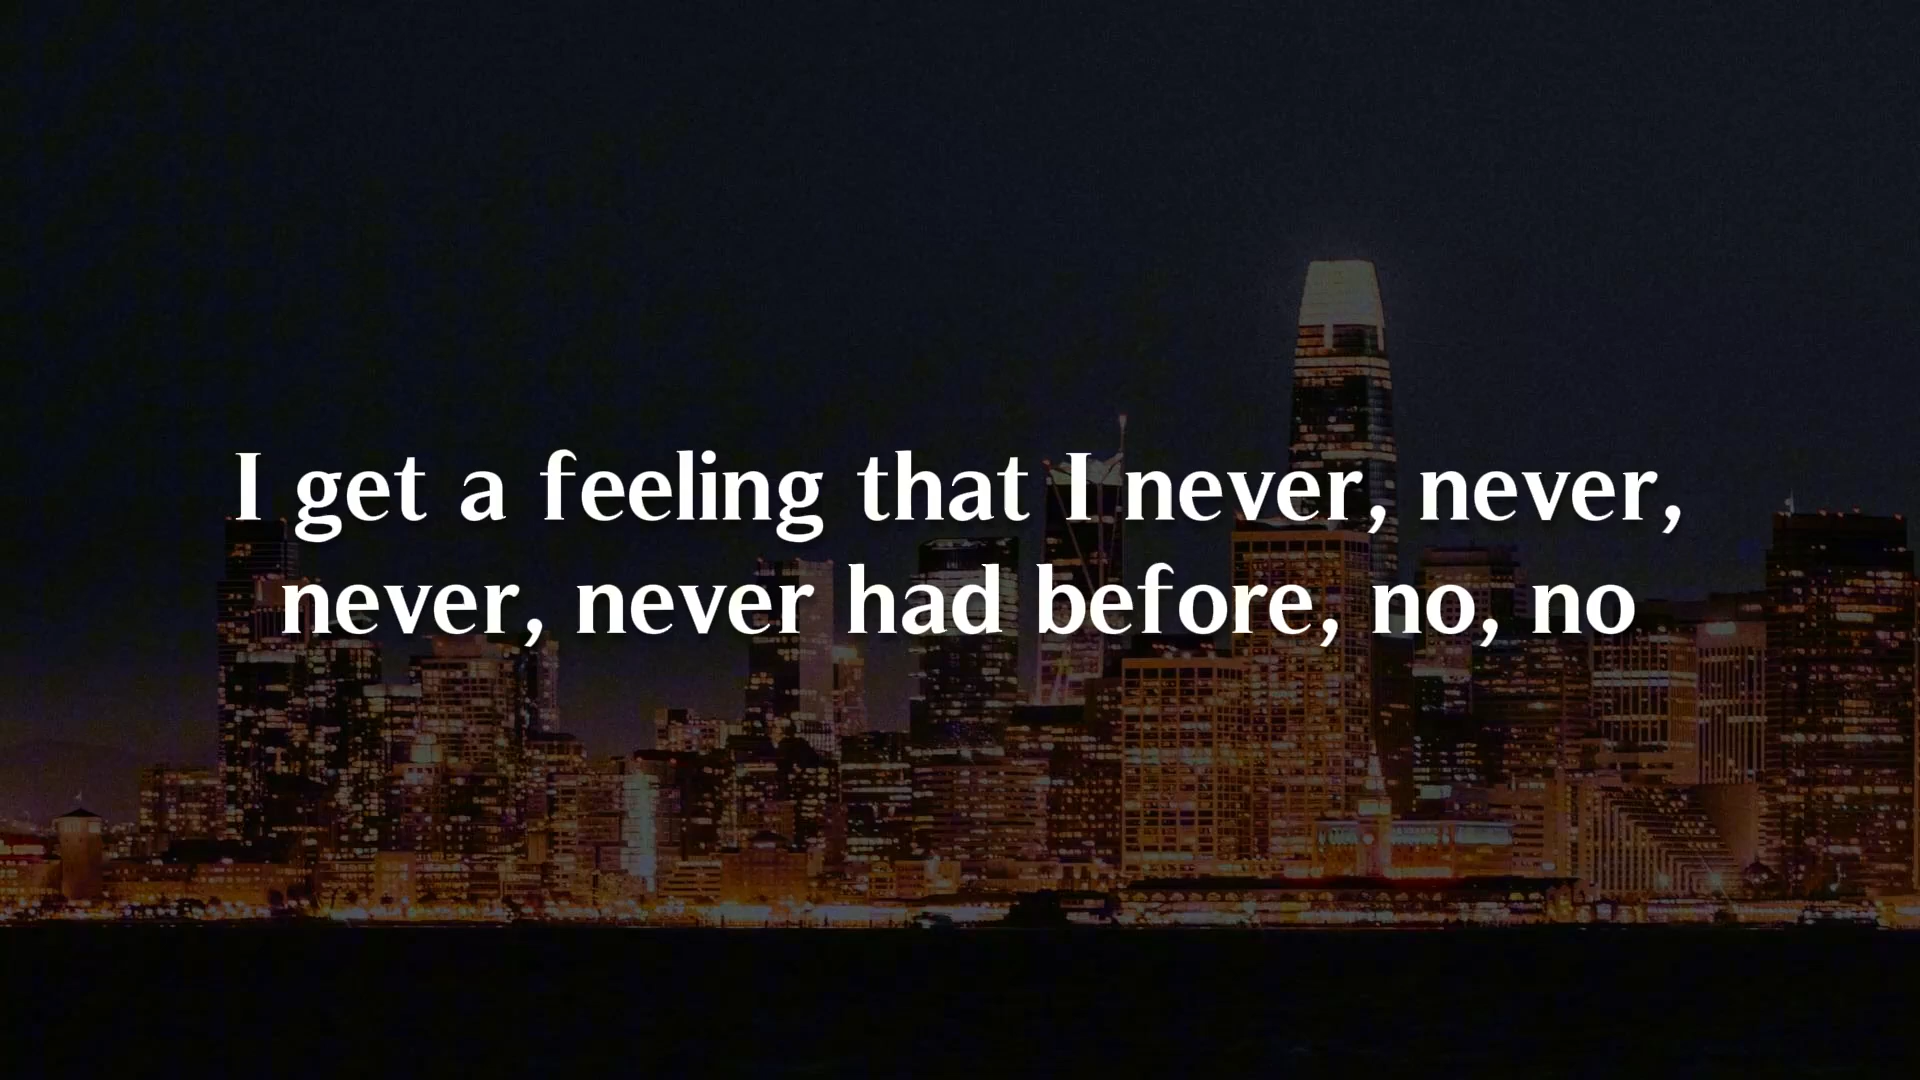 I get a feeling that I never, never,
never, never had before, no, no